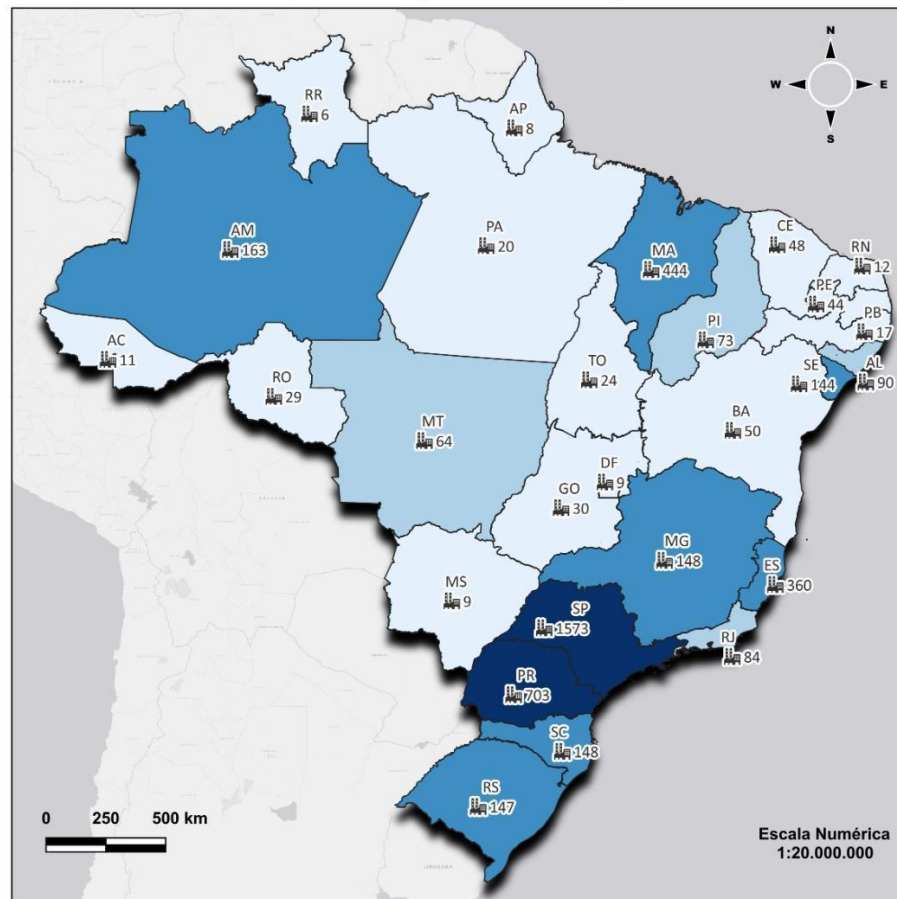 N
W E
S
RR
6
AP
8
AM
163
PA
20
MA
444
CE
48
RN
12
PE
44
PB
17
PI
73
AC
11
RO
29
TO
24
SE
144
AL
90
MT
64
BA
50
DF
9
GO
30
MG
148
ES
360
MS
9
SP
1573
RJ
84
PR
703
SC
148
RS
147
0 250 500 km
Escala Numérica
1:20.000.000
URUGUAY